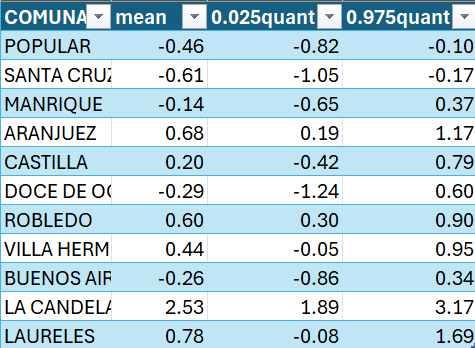 COMUNA mean 0.025quant 0.975quant
POPULAR -0.46 -0.82 -0.10
SANTA CRUZ -0.61 -1.05 -0.17
MANRIQUE -0.14 -0.65 0.37
ARANJUEZ 0.68 0.19 1.17
CASTILLA 0.20 -0.42 0.79
DOCE DE OC -0.29 -1.24 0.60
ROBLEDO 0.60 0.30 0.90
VILLA HERM 0.44 -0.05 0.95
BUENOS AIR -0.26 -0.86 0.34
LA CANDELA 2.53 1.89 3.17
LAURELES 0.78 -0.08 1.69